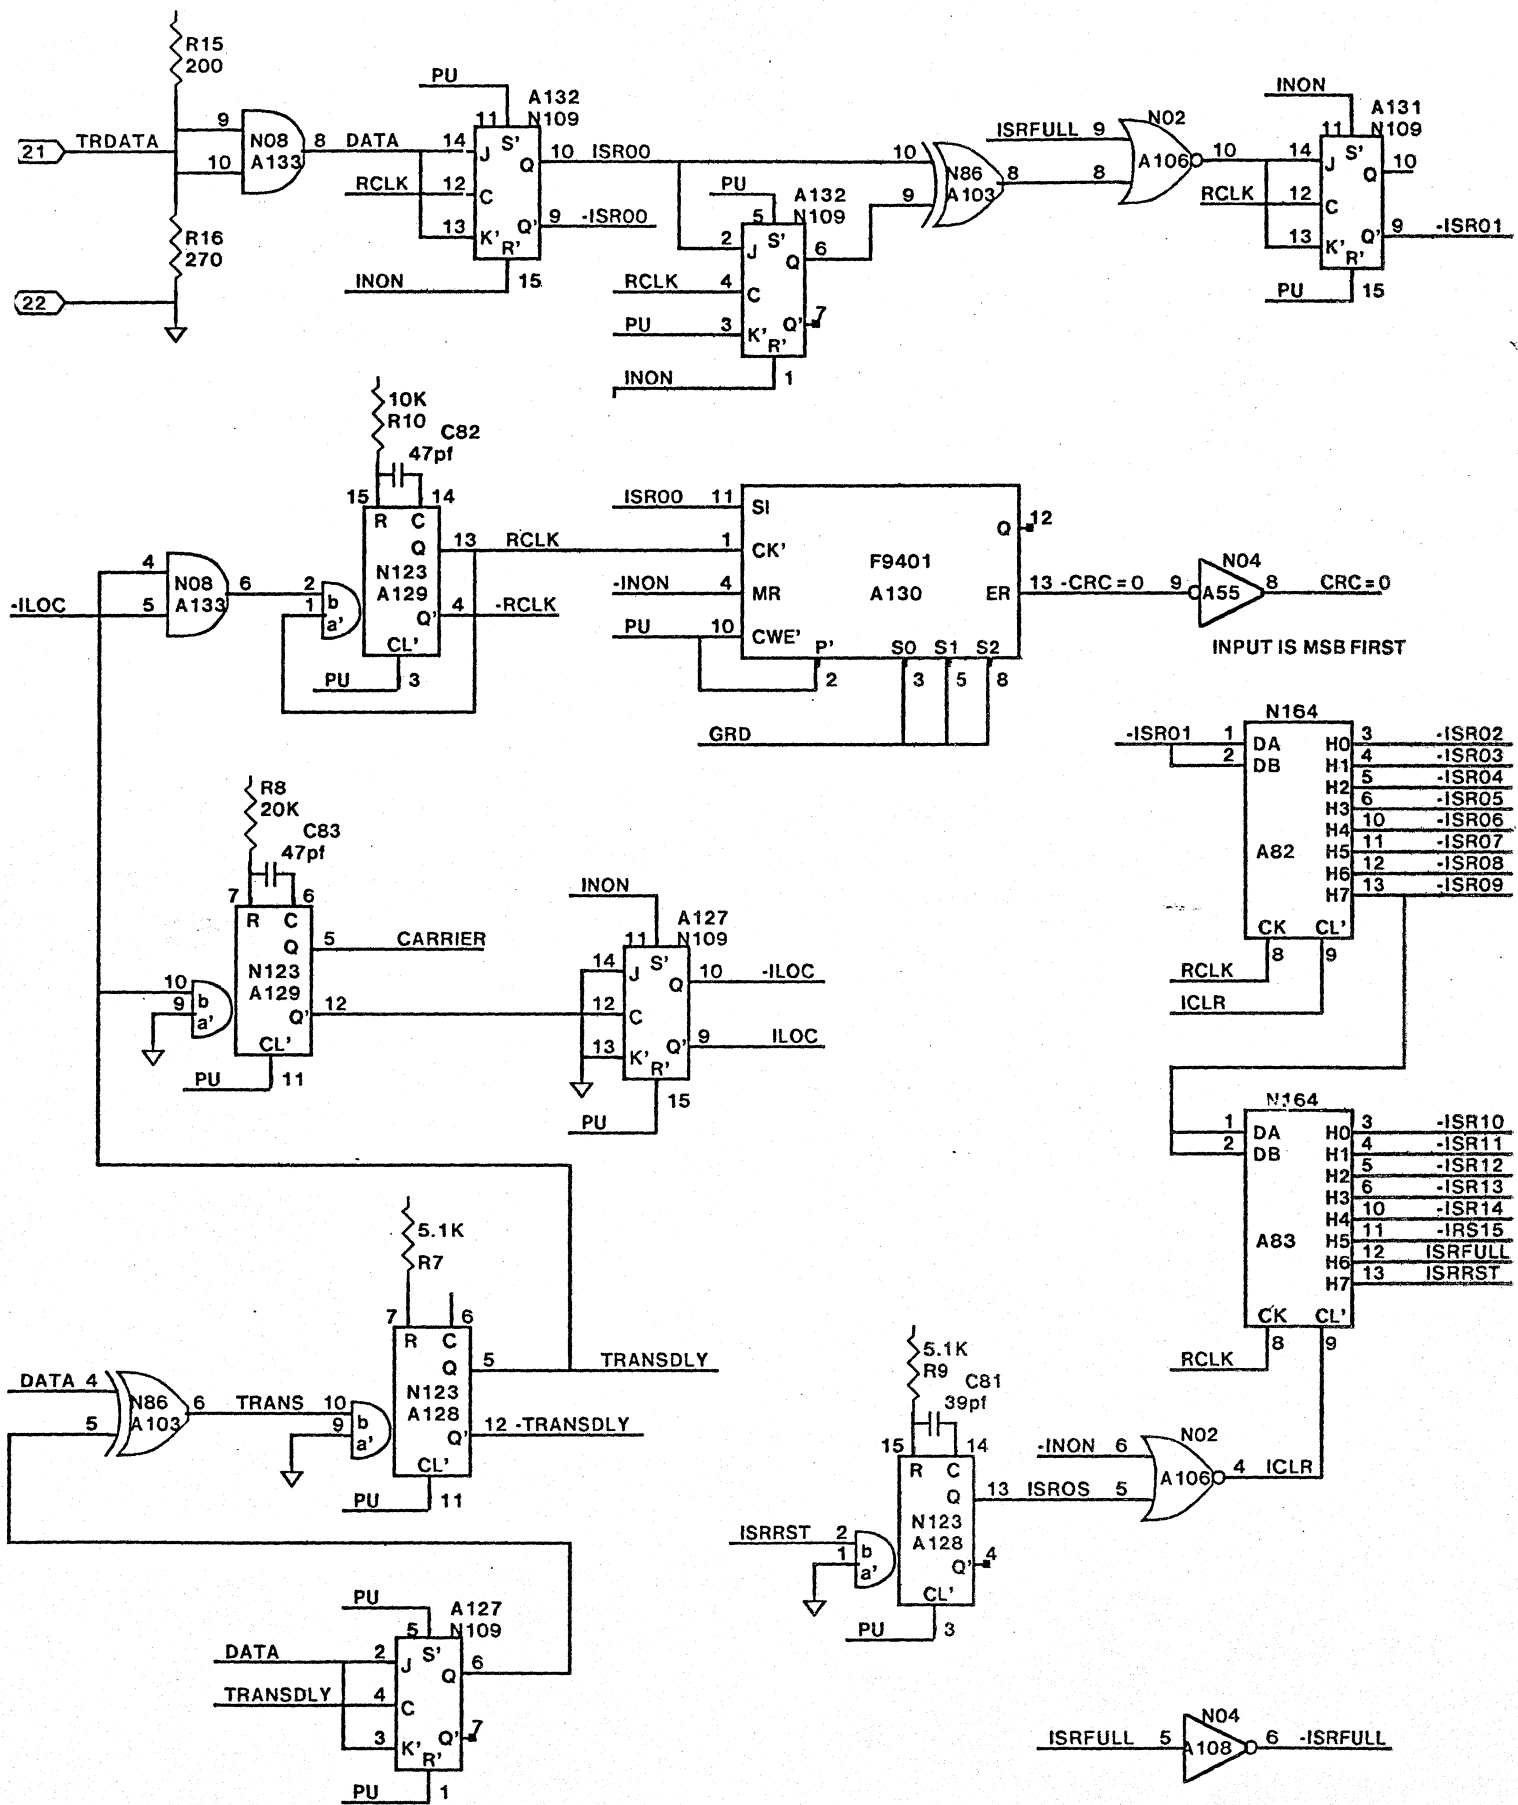 R15
200
21 TRDATA
9
10
N08
A133
8 DATA
R16
270
22
PU
A132
N109
11
14 J S' Q 10 ISR00
RCLK 12 C
13 K' Q' 9 -ISR00
R'
INON 15
PU
A132
N109
5
2 J S' Q 6
RCLK 4 C
PU 3 K' Q' 7
R'
INON 1
10
9
N86
A103
8
ISRFULL 9
8
N02
A106
10
INON
A131
N109
11
14 J S' Q 10
RCLK 12 C
13 K' Q' 9 -ISR01
R'
PU 15
10K
R10
C82
47pf
15 14
R C
Q 13 RCLK
N123
A129
Q' 4 -RCLK
CL'
PU 3
4
-ILOC 5
N08
A133
6
2
1
b
a'
ISR00 11 SI
1 CK'
-INON 4 MR
PU 10 CWE'
F9401
A130
Q 12
ER 13 -CRC=0
P' S0 S1 S2
2 3 5 8
GRD
9
N04
A55
8 CRC=0
INPUT IS MSB FIRST
N164
-ISR01 1 DA
2 DB
H0 3 -ISR02
H1 4 -ISR03
H2 5 -ISR04
H3 6 -ISR05
H4 10 -ISR06
H5 11 -ISR07
H6 12 -ISR08
H7 13 -ISR09
A82
CK CL'
8 9
RCLK
ICLR
R8
20K
C83
47pf
7 6
R C
Q 5 CARRIER
N123
A129
Q' 12
CL'
PU 11
10
9
b
a'
INON
A127
N109
11
14 J S' Q 10 -ILOC
12 C
13 K' Q' 9 ILOC
R'
PU 15
N164
1 DA
2 DB
H0 3 -ISR10
H1 4 -ISR11
H2 5 -ISR12
H3 6 -ISR13
H4 10 -ISR14
H5 11 -IRS15
H6 12 ISRFULL
H7 13 ISRRST
A83
CK CL'
8 9
RCLK
5.1K
R7
7 6
R C
Q 5 TRANSDLY
N123
A128
Q' 12 -TRANSDLY
CL'
PU 11
DATA 4
5
N86
A103
6 TRANS 10
9
b
a'
5.1K
R9
C81
39pf
15 14
R C
Q 13 ISROS 5
N123
A128
Q' 4
CL'
PU 3
ISRRST 2
1
b
a'
-INON 6
N02
A106
4 ICLR
PU
A127
N109
5
DATA 2 J S' Q 6
TRANSDLY 4 C
3 K' Q' 7
R'
PU 1
ISRFULL 5
N04
A108
6 -ISRFULL